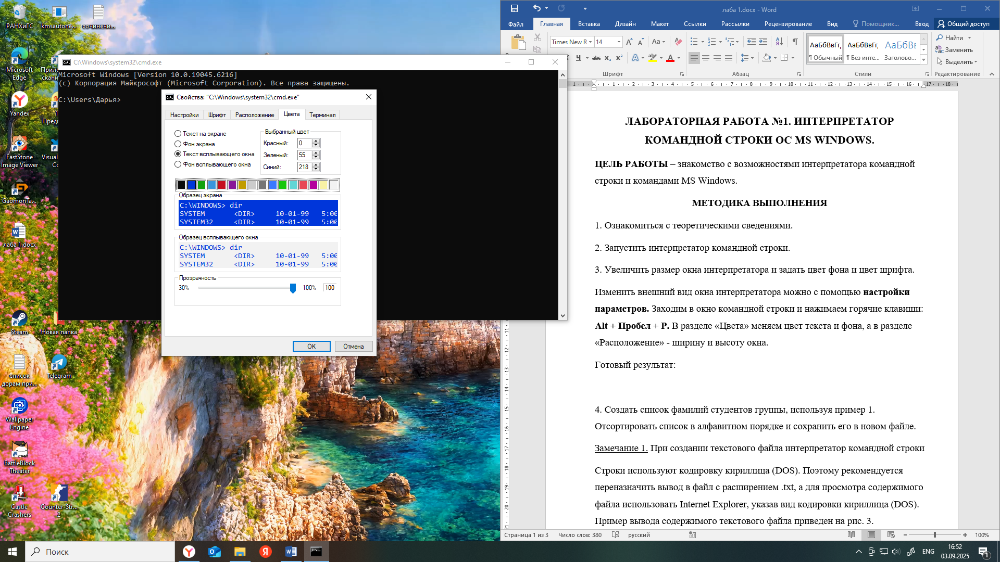 РАНХиГС
kmsautone...
сочинени...
Microsoft
Edge
Yandex
FastStone
Image Viewer
GaomonTa...
лаба 1.docx
Steam
Новая папка
список
дорам при...
Telegram
Wallpaper
Engine
BattleBlock
Theater
Castle
Crashers
Counter-Str...
2
C:\Windows\system32\cmd.exe
Microsoft Windows [Version 10.0.19045.6216]
(c) Корпорация Майкрософт (Microsoft Corporation). Все права защищены.
C:\Users\Дарья>
Свойства: "C:\Windows\system32\cmd.exe"
Настройки Шрифт Расположение Цвета Терминал
Текст на экране
Фон экрана
Текст всплывающего окна
Фон всплывающего окна
Выбранный цвет
Красный: 0
Зеленый: 55
Синий: 218
Образец экрана
C:\WINDOWS> dir
SYSTEM <DIR> 10-01-99 5:00
SYSTEM32 <DIR> 10-01-99 5:00
Образец всплывающего окна
C:\WINDOWS> dir
SYSTEM <DIR> 10-01-99 5:00
SYSTEM32 <DIR> 10-01-99 5:00
Прозрачность
30% 100% 100
OK Отмена
лаба 1.docx - Word
Файл Главная Вставка Дизайн Макет Ссылки Рассылки Рецензирование Вид Помощник... Вход Общий доступ
Times New R 14
Шрифт Абзац Стили Редактирование
АаБбВвГг, АаБбВвГг, АаБбВв
¶ Обычный ¶ Без инте... Заголово...
Найти
Заменить
Выделить
ЛАБОРАТОРНАЯ РАБОТА №1. ИНТЕРПРЕТАТОР
КОМАНДНОЙ СТРОКИ ОС MS WINDOWS.
ЦЕЛЬ РАБОТЫ – знакомство с возможностями интерпретатора командной
строки и командами MS Windows.
МЕТОДИКА ВЫПОЛНЕНИЯ
1. Ознакомиться с теоретическими сведениями.
2. Запустить интерпретатор командной строки.
3. Увеличить размер окна интерпретатора и задать цвет фона и цвет шрифта.
Изменить внешний вид окна интерпретатора можно с помощью настройки
параметров. Заходим в окно командной строки и нажимаем горячие клавиши:
Alt + Пробел + P. В разделе «Цвета» меняем цвет текста и фона, а в разделе
«Расположение» - ширину и высоту окна.
Готовый результат:
4. Создать список фамилий студентов группы, используя пример 1.
Отсортировать список в алфавитном порядке и сохранить его в новом файле.
Замечание 1. При создании текстового файла интерпретатор командной строки
Строки используют кодировку кириллица (DOS). Поэтому рекомендуется
переназначить вывод в файл с расширением .txt, а для просмотра содержимого
файла использовать Internet Explorer, указав вид кодировки кириллица (DOS).
Пример вывода содержимого текстового файла приведен на рис. 3.
Страница 1 из 3 Число слов: 380 русский 100%
Поиск
ENG
16:52
03.09.2025
1